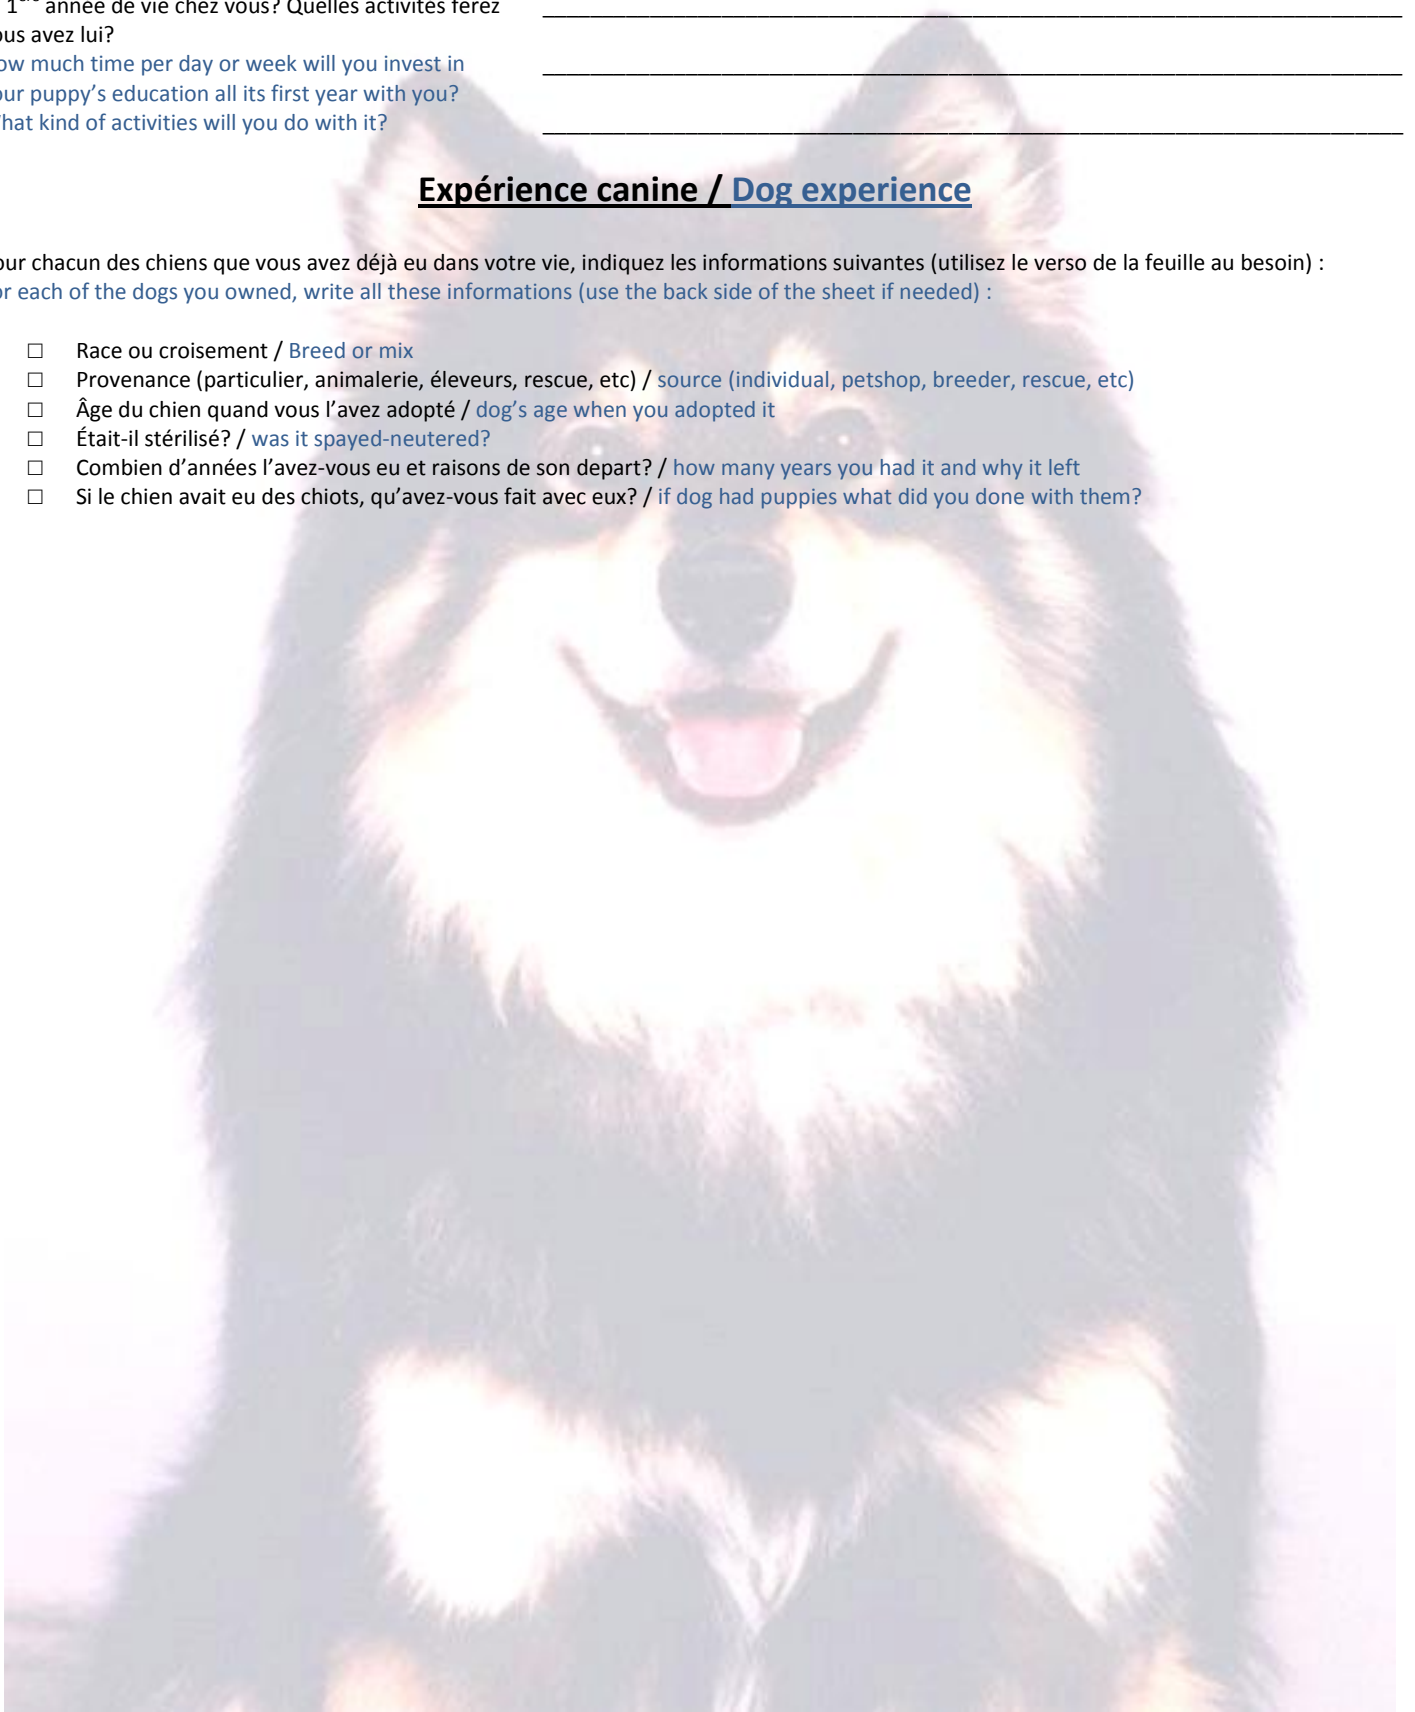 1ère année de vie chez vous? Quelles activités ferez
ous avez lui?
ow much time per day or week will you invest in
our puppy's education all its first year with you?
hat kind of activities will you do with it?
Expérience canine / Dog experience
our chacun des chiens que vous avez déjà eu dans votre vie, indiquez les informations suivantes (utilisez le verso de la feuille au besoin) :
r each of the dogs you owned, write all these informations (use the back side of the sheet if needed) :
□ Race ou croisement / Breed or mix
□ Provenance (particulier, animalerie, éleveurs, rescue, etc) / source (individual, petshop, breeder, rescue, etc)
□ Âge du chien quand vous l'avez adopté / dog's age when you adopted it
□ Était-il stérilisé? / was it spayed-neutered?
□ Combien d'années l'avez-vous eu et raisons de son depart? / how many years you had it and why it left
□ Si le chien avait eu des chiots, qu'avez-vous fait avec eux? / if dog had puppies what did you done with them?